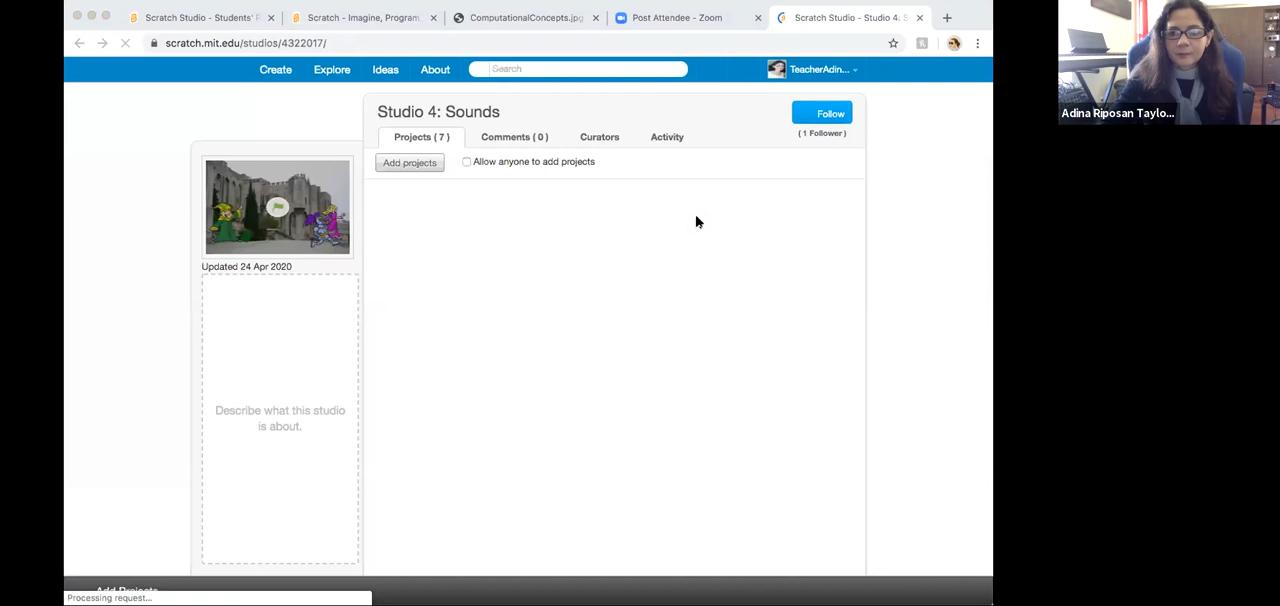 Scratch Studio - Students' F
Scratch - Imagine, Program,
ComputationalConcepts.jpg
Post Attendee - Zoom
Scratch Studio - Studio 4: S
scratch.mit.edu/studios/4322017/
Create
Explore
Ideas
About
Search
TeacherAdin...
Adina Riposan Taylo...
Studio 4: Sounds
Follow
( 1 Follower )
Projects ( 7 )
Comments ( 0 )
Curators
Activity
Add projects
Allow anyone to add projects
Updated 24 Apr 2020
Describe what this studio
is about.
Add Projects
Processing request...